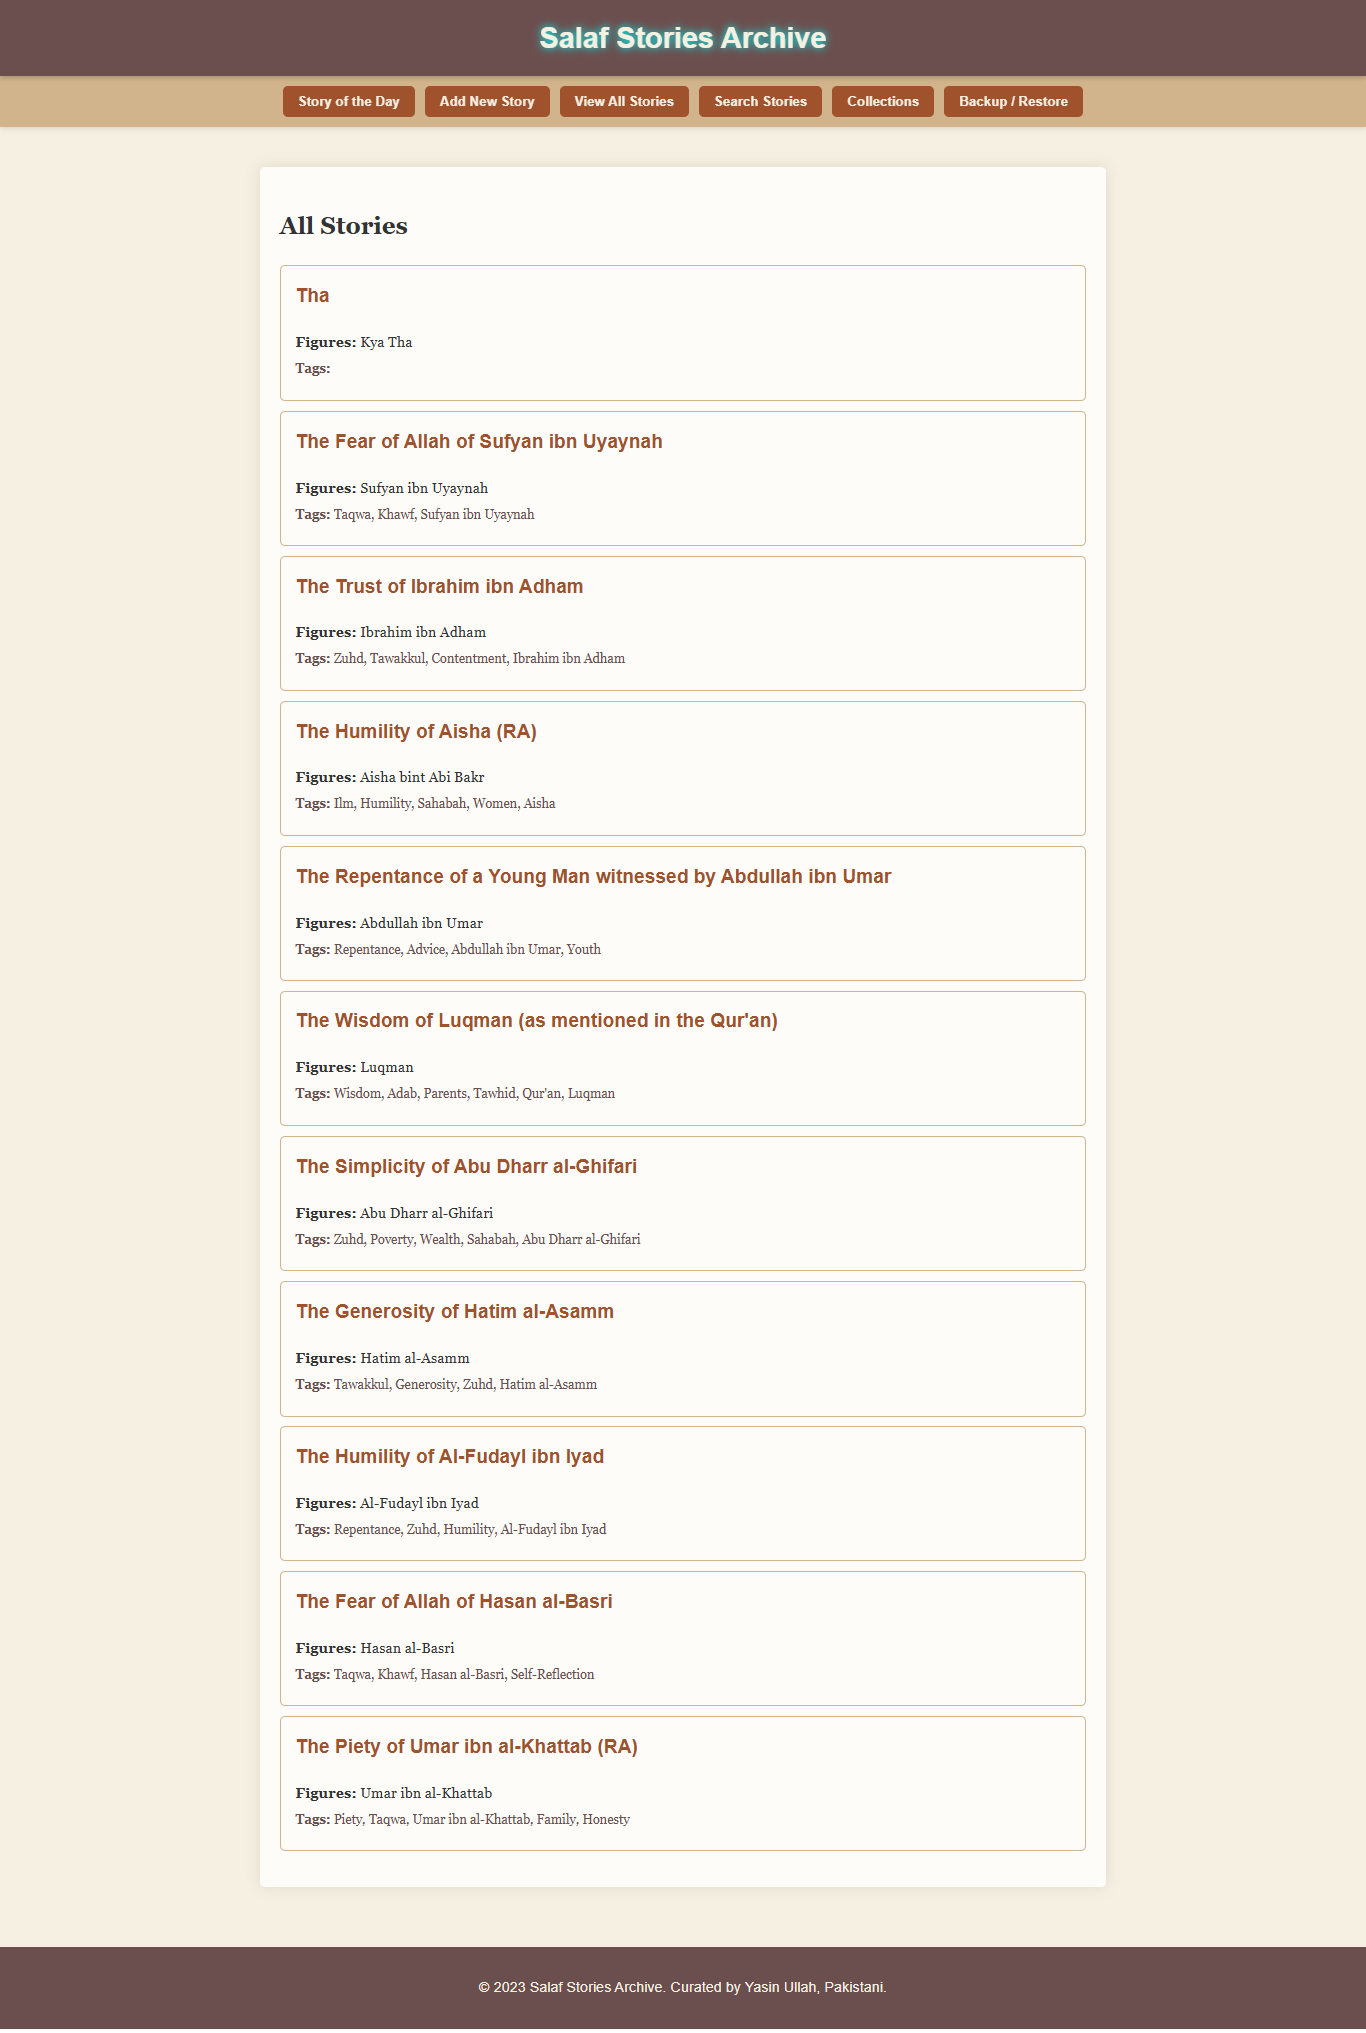 Salaf Stories Archive
Story of the Day Add New Story View All Stories Search Stories Collections Backup / Restore
All Stories
Tha
Figures: Kya Tha
Tags:
The Fear of Allah of Sufyan ibn Uyaynah
Figures: Sufyan ibn Uyaynah
Tags: Taqwa, Khawf, Sufyan ibn Uyaynah
The Trust of Ibrahim ibn Adham
Figures: Ibrahim ibn Adham
Tags: Zuhd, Tawakkul, Contentment, Ibrahim ibn Adham
The Humility of Aisha (RA)
Figures: Aisha bint Abi Bakr
Tags: Ilm, Humility, Sahabah, Women, Aisha
The Repentance of a Young Man witnessed by Abdullah ibn Umar
Figures: Abdullah ibn Umar
Tags: Repentance, Advice, Abdullah ibn Umar, Youth
The Wisdom of Luqman (as mentioned in the Qur'an)
Figures: Luqman
Tags: Wisdom, Adab, Parents, Tawhid, Qur'an, Luqman
The Simplicity of Abu Dharr al-Ghifari
Figures: Abu Dharr al-Ghifari
Tags: Zuhd, Poverty, Wealth, Sahabah, Abu Dharr al-Ghifari
The Generosity of Hatim al-Asamm
Figures: Hatim al-Asamm
Tags: Tawakkul, Generosity, Zuhd, Hatim al-Asamm
The Humility of Al-Fudayl ibn Iyad
Figures: Al-Fudayl ibn Iyad
Tags: Repentance, Zuhd, Humility, Al-Fudayl ibn Iyad
The Fear of Allah of Hasan al-Basri
Figures: Hasan al-Basri
Tags: Taqwa, Khawf, Hasan al-Basri, Self-Reflection
The Piety of Umar ibn al-Khattab (RA)
Figures: Umar ibn al-Khattab
Tags: Piety, Taqwa, Umar ibn al-Khattab, Family, Honesty
© 2023 Salaf Stories Archive. Curated by Yasin Ullah, Pakistani.